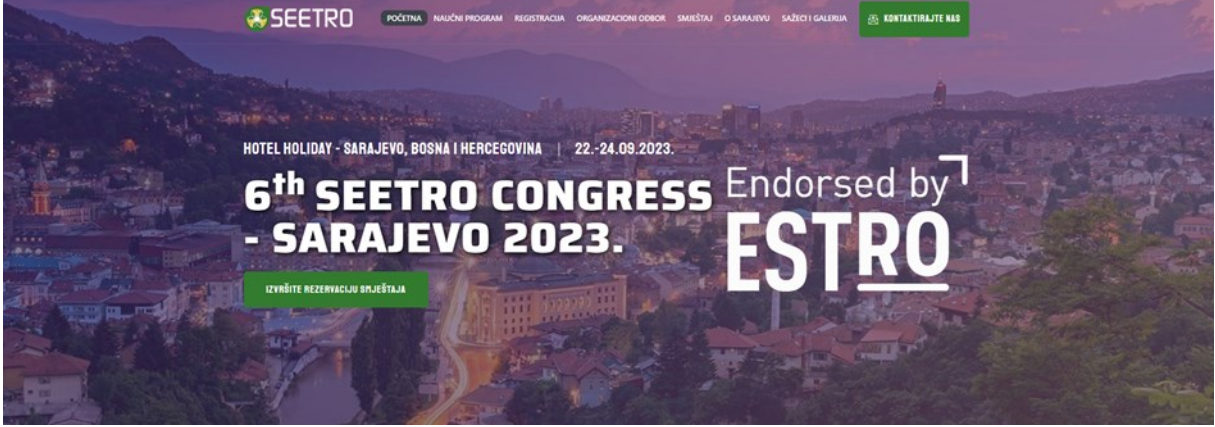 SEETRO
POČETNA NAUČNI PROGRAM REGISTRACIJA ORGANIZACIONI ODBOR SMJEŠTAJ O SARAJEVU SAŽECI I GALERIJA KONTAKTIRAJTE NAS
HOTEL HOLIDAY - SARAJEVO, BOSNA I HERCEGOVINA | 22.-24.09.2023.
6th SEETRO CONGRESS
- SARAJEVO 2023.
IZVRŠITE REZERVACIJU SMJEŠTAJA
Endorsed by
ESTRO